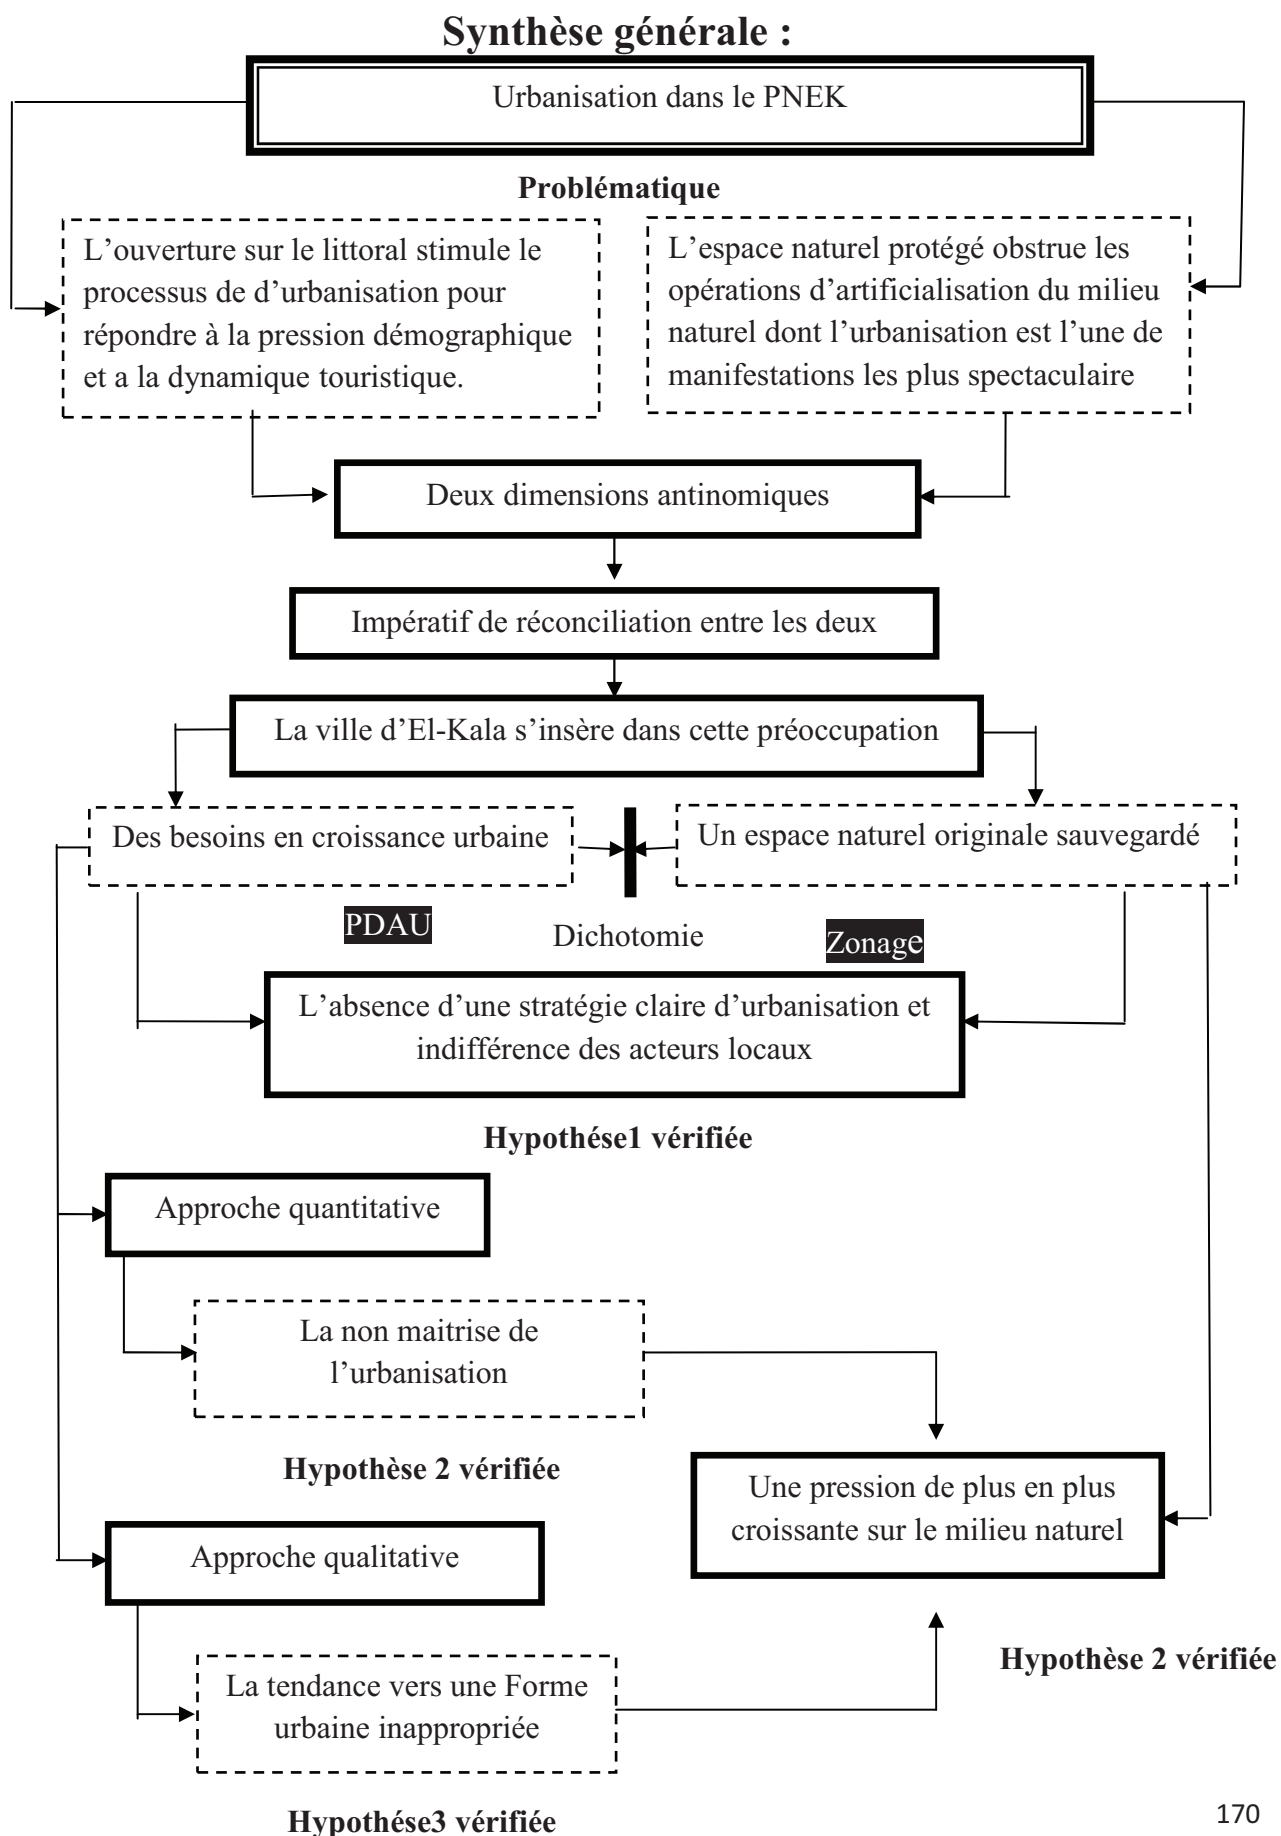 Synthèse générale :
Urbanisation dans le PNEK
Problématique
L’ouverture sur le littoral stimule le
processus de d’urbanisation pour
répondre à la pression démographique
et a la dynamique touristique.
L’espace naturel protégé obstrue les
opérations d’artificialisation du milieu
naturel dont l’urbanisation est l’une de
manifestations les plus spectaculaire
Deux dimensions antinomiques
Impératif de réconciliation entre les deux
La ville d’El-Kala s’insère dans cette préoccupation
Des besoins en croissance urbaine
Un espace naturel originale sauvegardé
PDAU
Dichotomie
Zonage
L’absence d’une stratégie claire d’urbanisation et
indifférence des acteurs locaux
Hypothése1 vérifiée
Approche quantitative
La non maitrise de
l’urbanisation
Hypothèse 2 vérifiée
Une pression de plus en plus
croissante sur le milieu naturel
Approche qualitative
Hypothèse 2 vérifiée
La tendance vers une Forme
urbaine inappropriée
Hypothése3 vérifiée
170